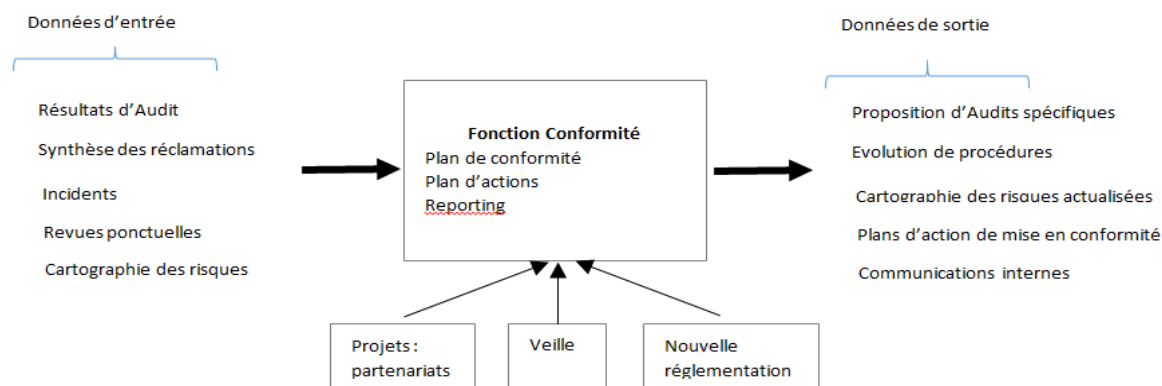 Données d'entrée
Résultats d'Audit
Synthèse des réclamations
Incidents
Revues ponctuelles
Cartographie des risques
Fonction Conformité
Plan de conformité
Plan d'actions
Reporting
Projets :
partenariats
Veille
Nouvelle
réglementation
Données de sortie
Proposition d'Audits spécifiques
Evolution de procédures
Cartographie des risques actualisées
Plans d'action de mise en conformité
Communications internes